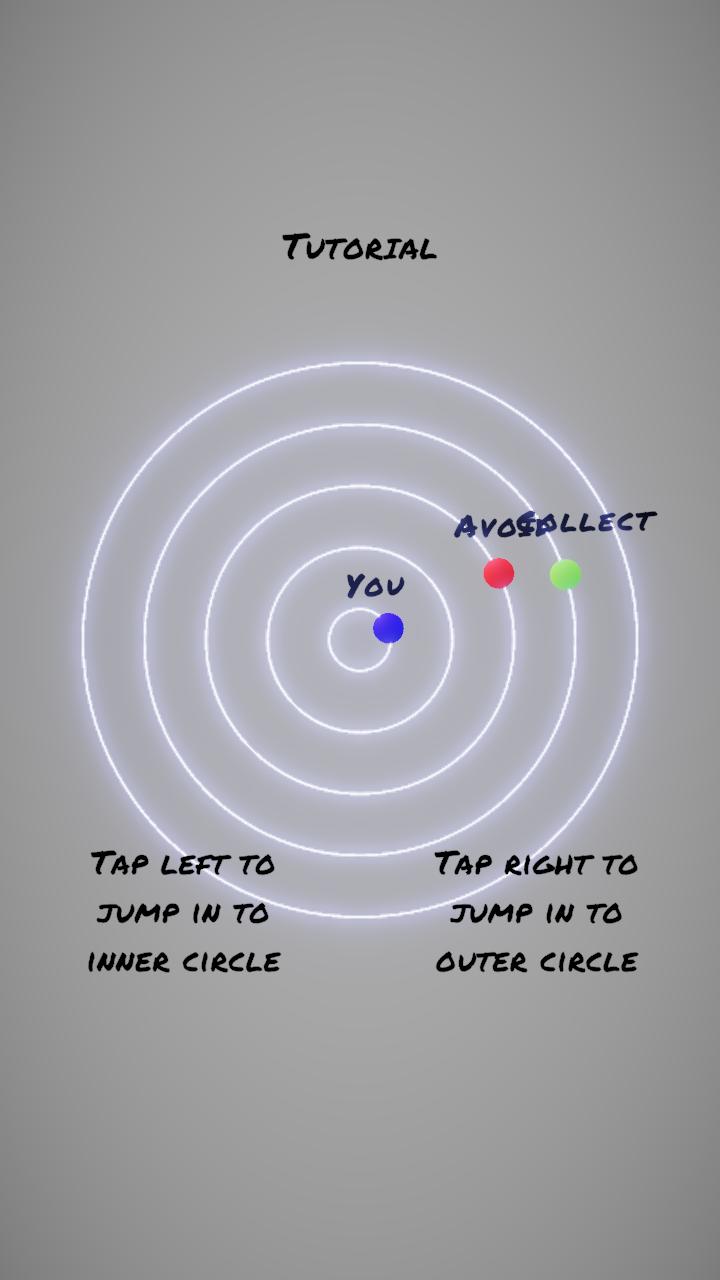 Tutorial
Avoid
Collect
You
Tap left to
jump in to
inner circle
Tap right to
jump in to
outer circle